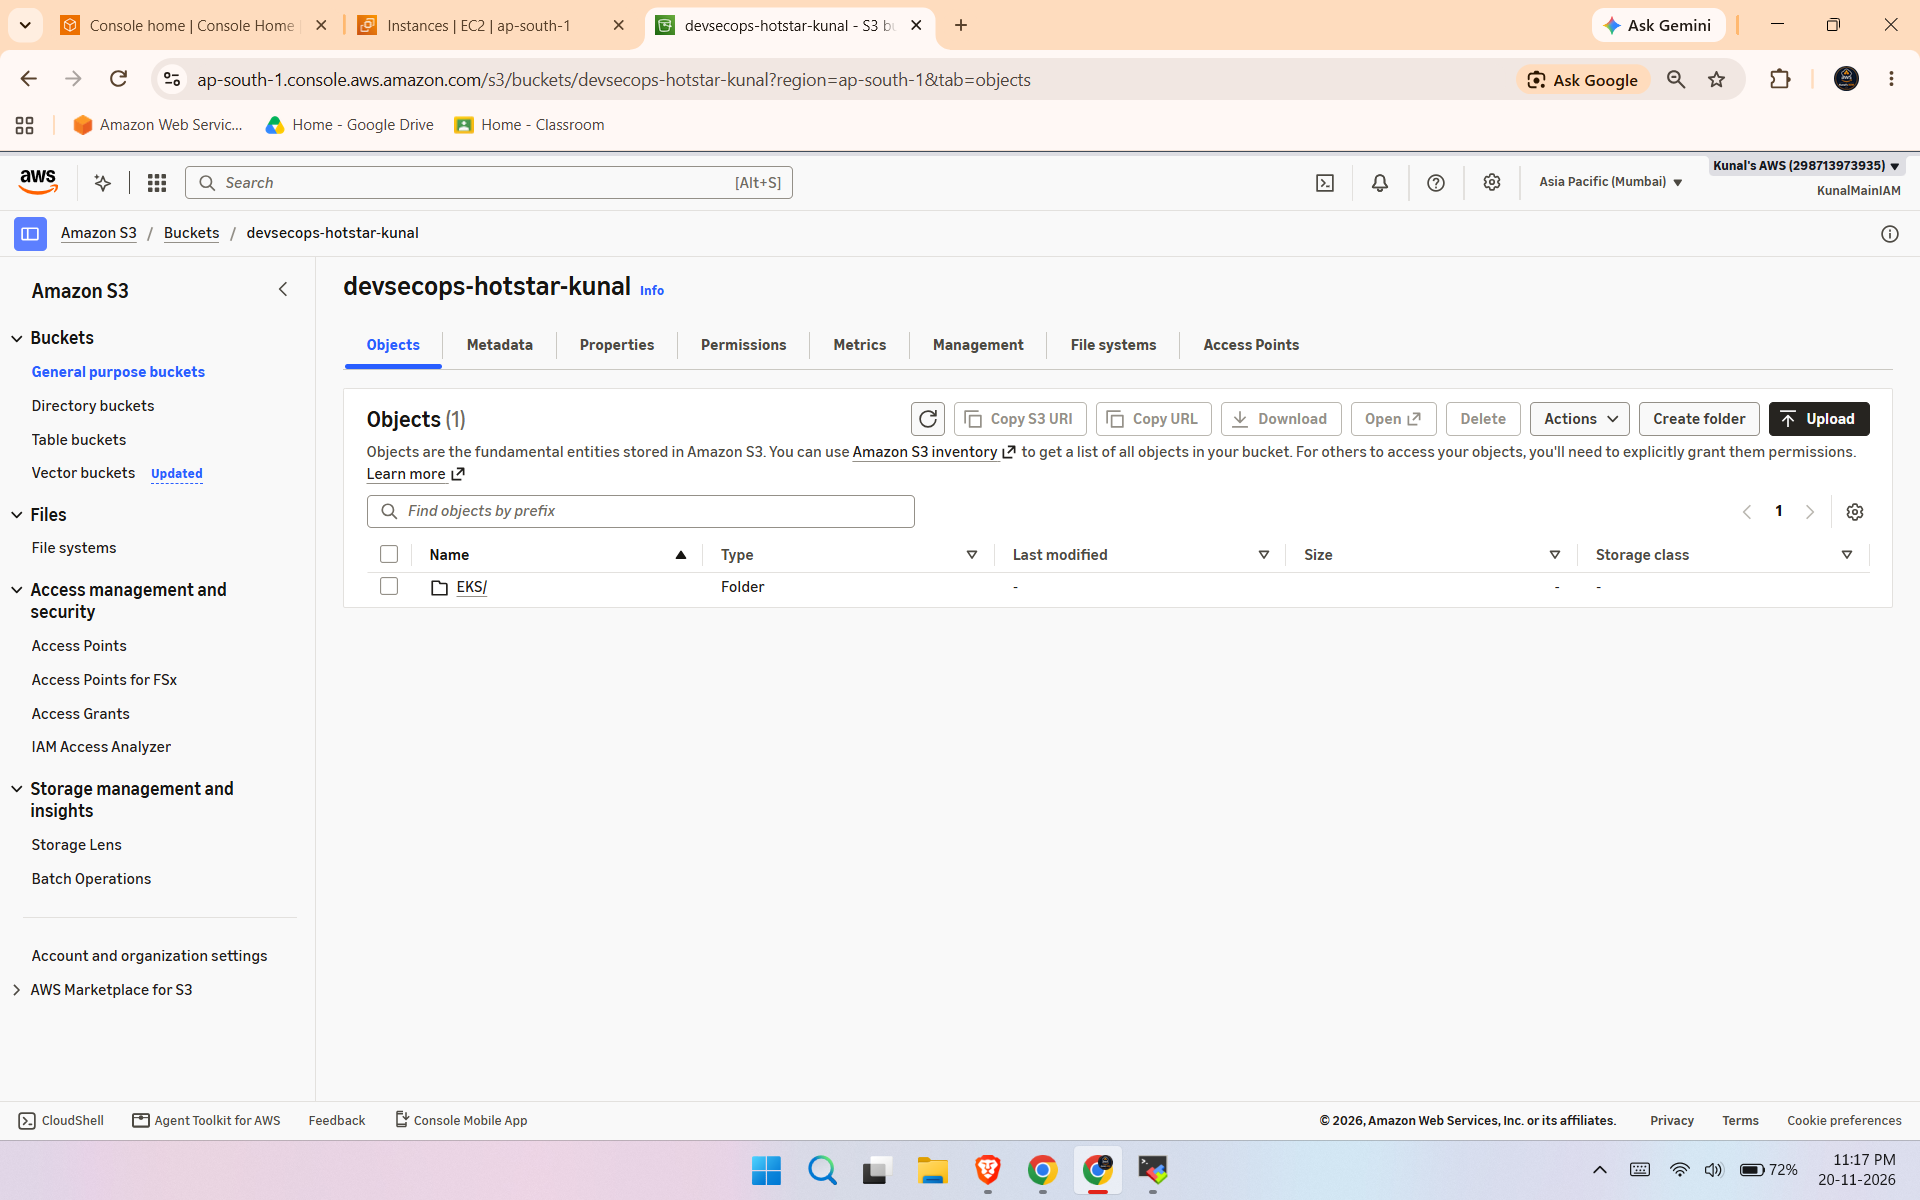 Console home | Console Home
Instances | EC2 | ap-south-1
devsecops-hotstar-kunal - S3 bu
Ask Gemini
ap-south-1.console.aws.amazon.com/s3/buckets/devsecops-hotstar-kunal?region=ap-south-1&tab=objects
Ask Google
Amazon Web Servic...
Home - Google Drive
Home - Classroom
aws
Search
[Alt+S]
Asia Pacific (Mumbai)
Kunal's AWS (298713973935)
KunalMainIAM
Amazon S3 / Buckets / devsecops-hotstar-kunal
Amazon S3
Buckets
General purpose buckets
Directory buckets
Table buckets
Vector buckets Updated
Files
File systems
Access management and
security
Access Points
Access Points for FSx
Access Grants
IAM Access Analyzer
Storage management and
insights
Storage Lens
Batch Operations
Account and organization settings
AWS Marketplace for S3
devsecops-hotstar-kunal Info
Objects
Metadata
Properties
Permissions
Metrics
Management
File systems
Access Points
Objects (1)
Copy S3 URI
Copy URL
Download
Open
Delete
Actions
Create folder
Upload
Objects are the fundamental entities stored in Amazon S3. You can use Amazon S3 inventory to get a list of all objects in your bucket. For others to access your objects, you'll need to explicitly grant them permissions.
Learn more
Find objects by prefix
1
Name Type Last modified Size Storage class
EKS/ Folder - - -
CloudShell
Agent Toolkit for AWS
Feedback
Console Mobile App
© 2026, Amazon Web Services, Inc. or its affiliates.
Privacy
Terms
Cookie preferences
72%
11:17 PM
20-11-2026